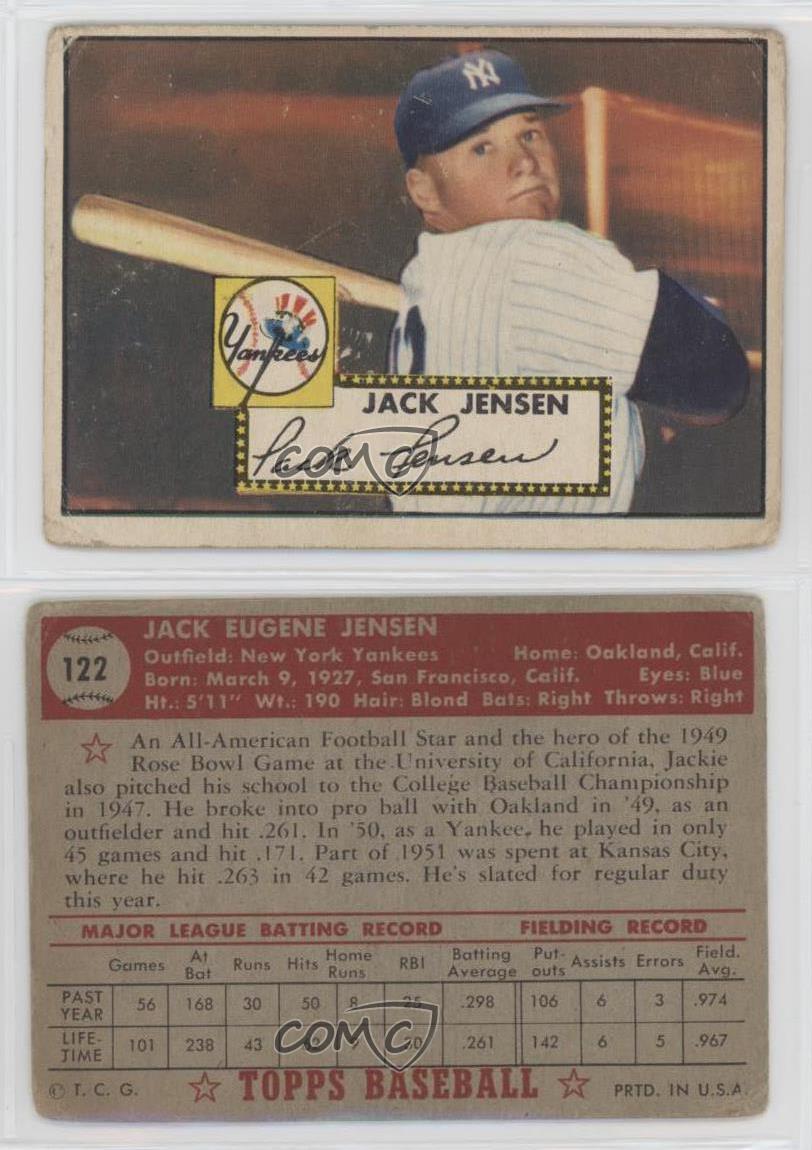 NY
Yankees
JACK JENSEN
Jack Jensen
COMC
122
JACK EUGENE JENSEN
Outfield: New York Yankees Home: Oakland, Calif.
Born: March 9, 1927, San Francisco, Calif. Eyes: Blue
Ht.: 5'11" Wt.: 190 Hair: Blond Bats: Right Throws: Right
An All-American Football Star and the hero of the 1949
Rose Bowl Game at the University of California, Jackie
also pitched his school to the College Baseball Championship
in 1947. He broke into pro ball with Oakland in '49, as an
outfielder and hit .261. In '50, as a Yankee, he played in only
45 games and hit .171. Part of 1951 was spent at Kansas City,
where he hit .263 in 42 games. He's slated for regular duty
this year.
MAJOR LEAGUE BATTING RECORD FIELDING RECORD
Games At Bat Runs Hits Home Runs RBI Batting Average Put-outs Assists Errors Field. Avg.
PAST YEAR 56 168 30 50 8 25 .298 106 6 3 .974
LIFE-TIME 101 238 43 .261 142 6 5 .967
COMC
© T. C. G. TOPPS BASEBALL PRTD. IN U.S.A.